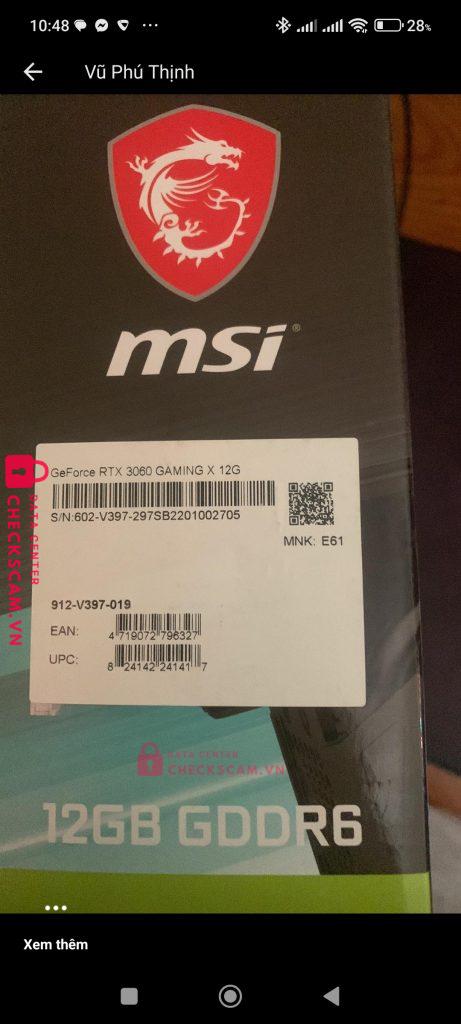 10:48
28%
Vũ Phú Thịnh
msi®
GeForce RTX 3060 GAMING X 12G
S/N:602-V397-297SB2201002705
MNK: E61
912-V397-019
EAN:
4 719072 796327
UPC:
8 24142 24141 7
DATA CENTER
CHECKSCAM.VN
DATA CENTER
CHECKSCAM.VN
12GB GDDR6
Xem thêm